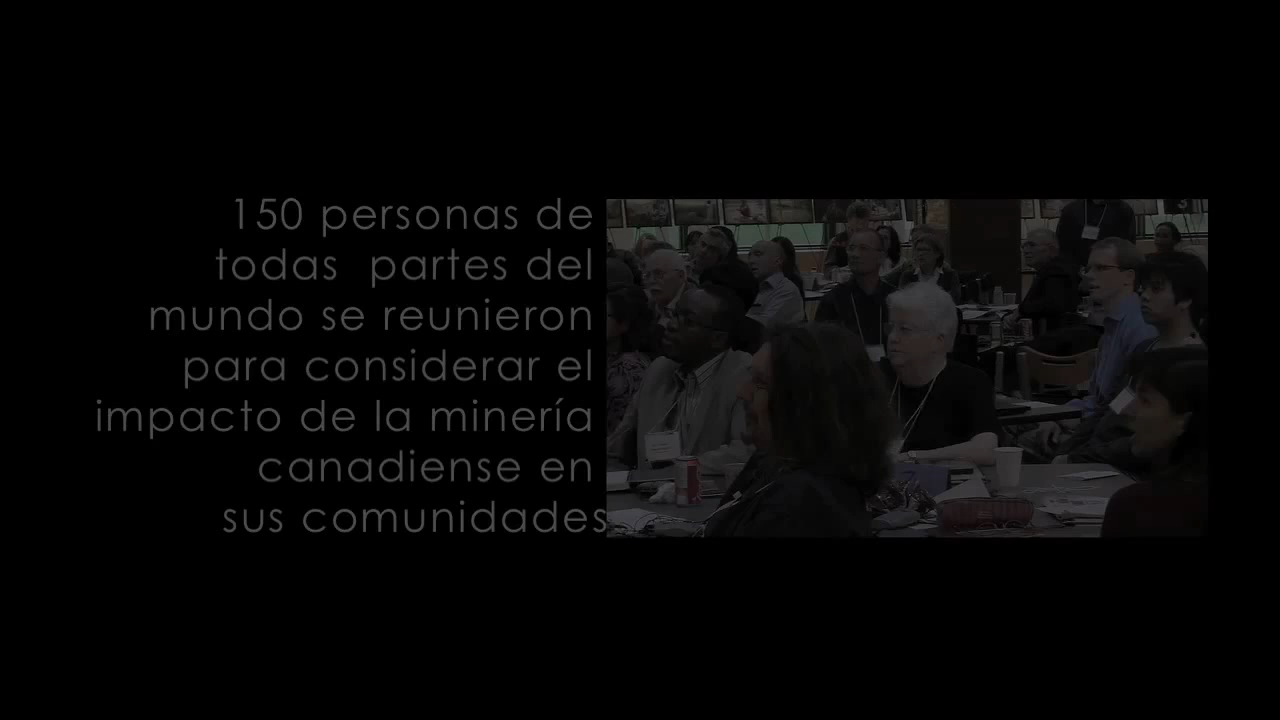 150 personas de
todas partes del
mundo se reunieron
para considerar el
impacto de la minería
canadiense en
sus comunidades